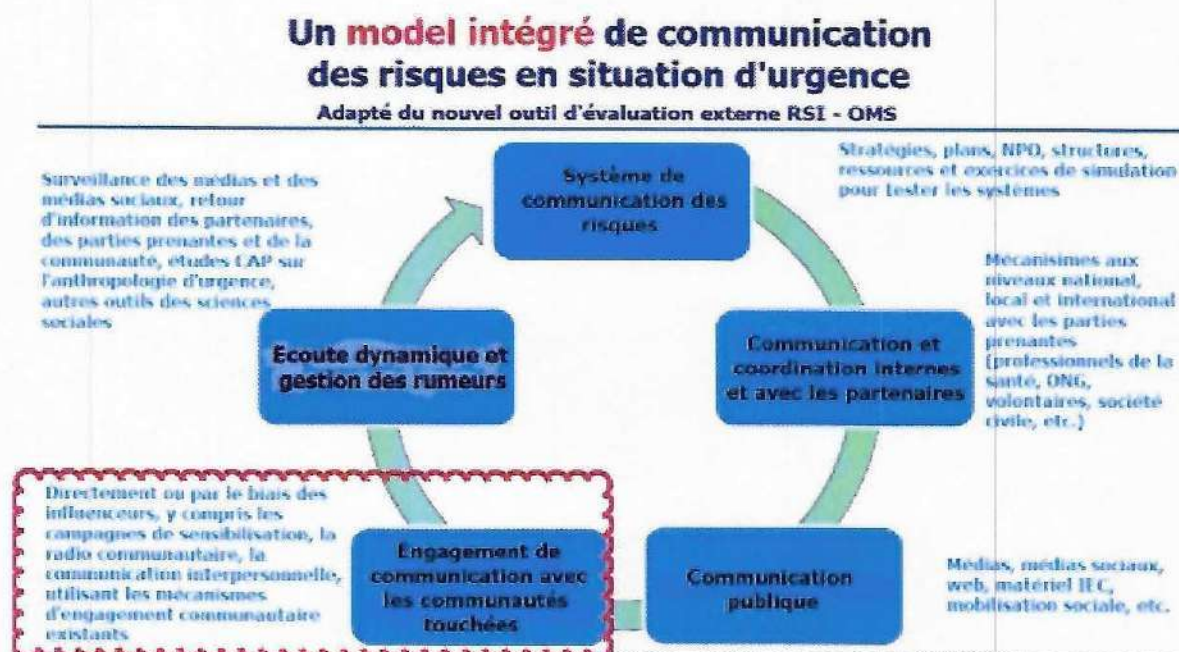 Un model intégré de communication
des risques en situation d'urgence
Adapté du nouvel outil d'évaluation externe RSI - OMS
Système de
communication des
risques
Stratégies, plans, NPO, structures,
ressources et exercices de simulation
pour tester les systèmes
Communication et
coordination internes
et avec les partenaires
Mécanisimes aux
niveaux national,
local et international
avec les parties
prenantes
(professionnels de la
santé, ONG,
volontaires, société
civile, etc.)
Communication
publique
Médias, médias sociaux,
web, matériel IEC,
mobilisation sociale, etc.
Engagement de
communication avec
les communautés
touchées
Directement ou par le biais des
influenceurs, y compris les
campagnes de sensibilisation, la
radio communautaire, la
communication interpersonnelle,
utilisant les mécanismes
d'engagement communautaire
existants
Ecoute dynamique et
gestion des rumeurs
Surveillance des médias et des
médias sociaux, retour
d'information des partenaires,
des parties prenantes et de la
communauté, études CAP sur
l'anthropologie d'urgence,
autres outils des sciences
sociales